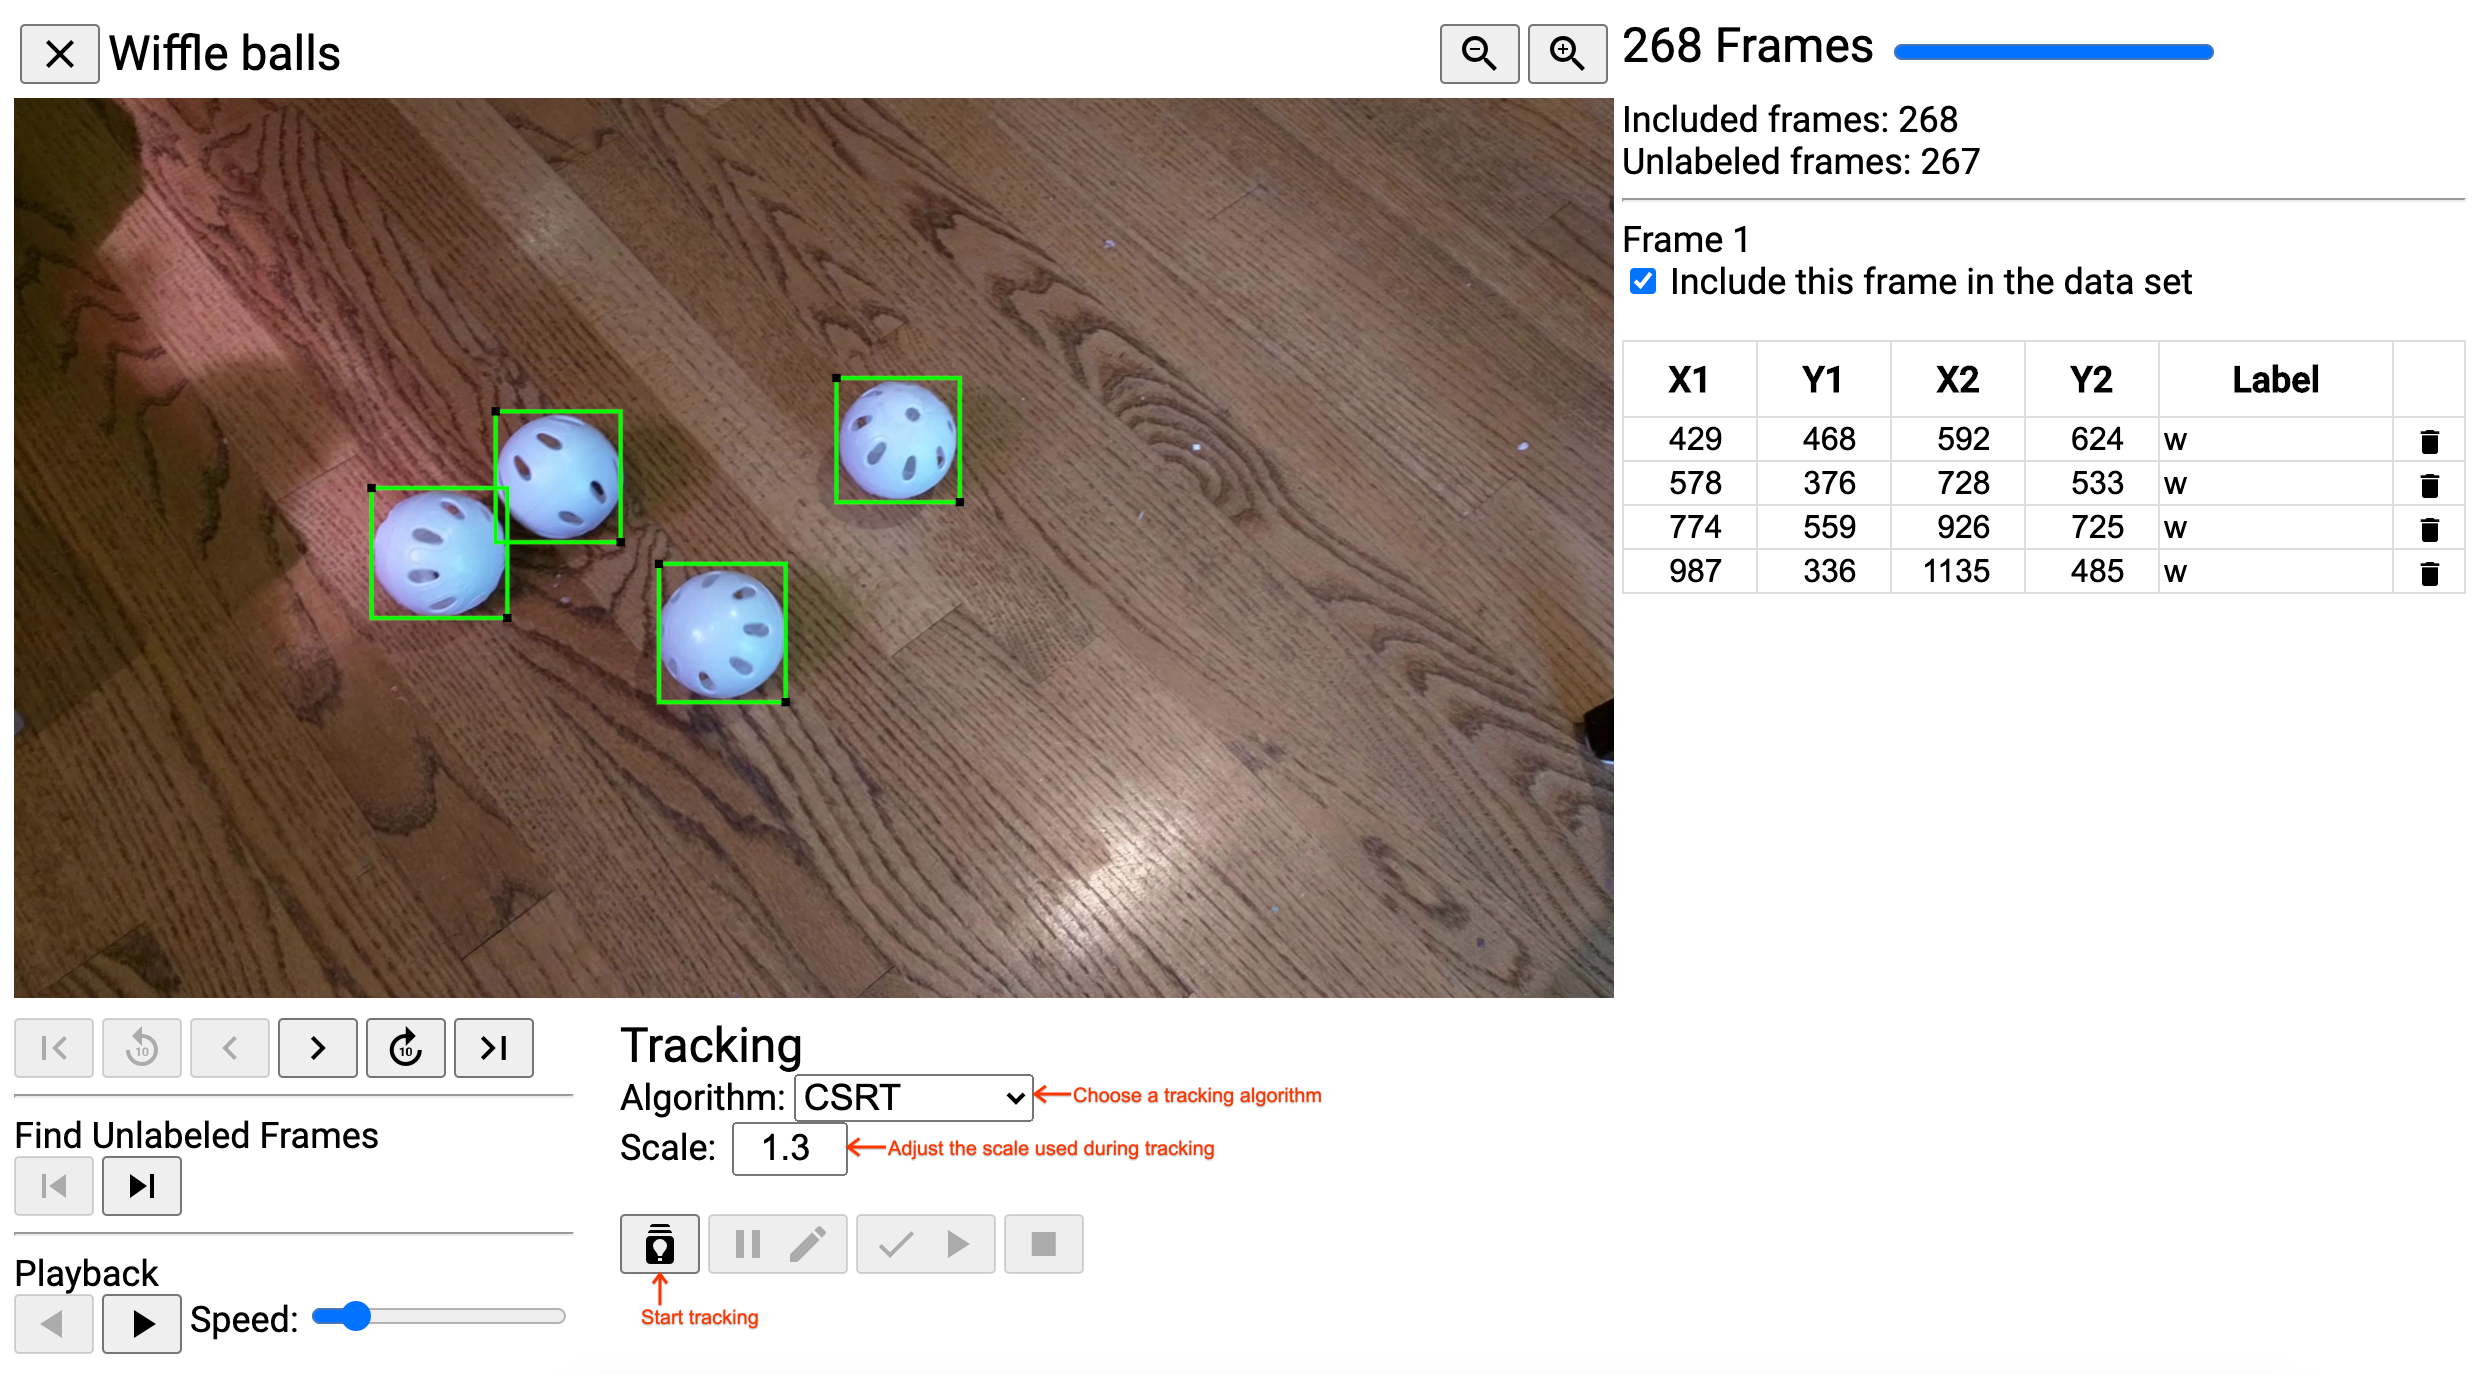 Wiffle balls
268 Frames
Included frames: 268
Unlabeled frames: 267
Frame 1
Include this frame in the data set
X1 Y1 X2 Y2 Label
429 468 592 624 w
578 376 728 533 w
774 559 926 725 w
987 336 1135 485 w
10 10
Find Unlabeled Frames
Playback
Speed:
Tracking
Algorithm: CSRT Choose a tracking algorithm
Scale: 1.3 Adjust the scale used during tracking
Start tracking